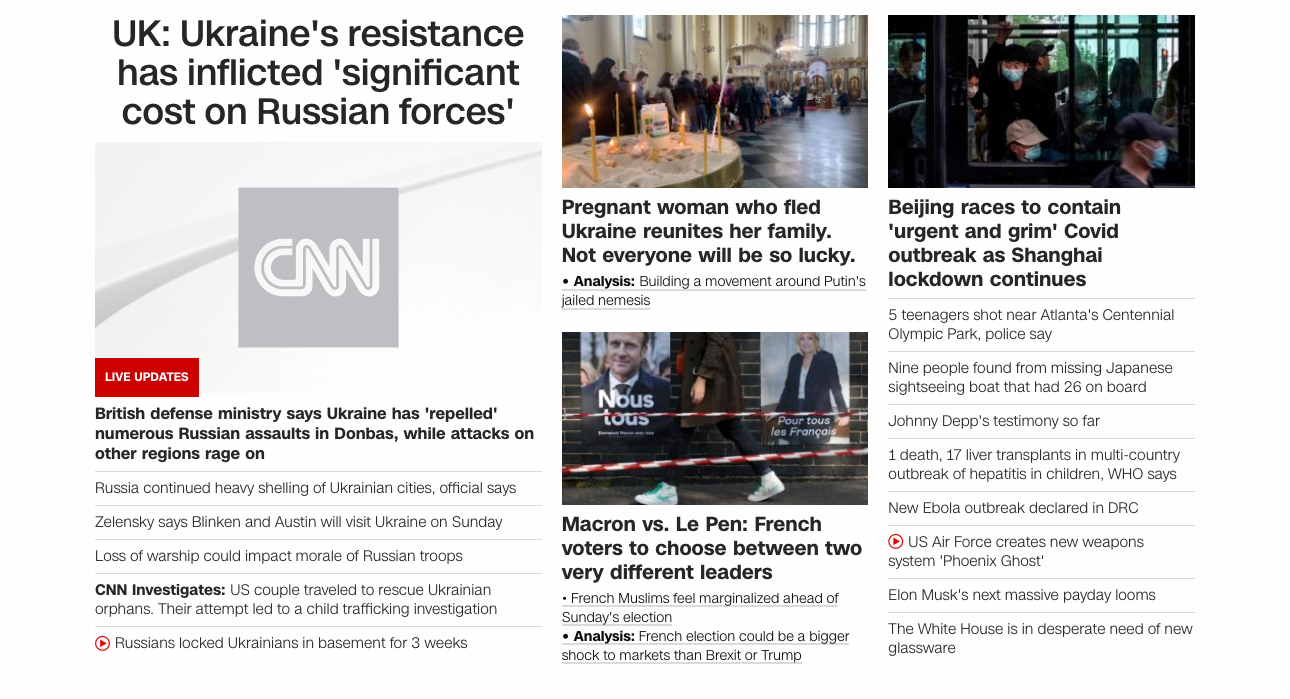 UK: Ukraine's resistance
has inflicted 'significant
cost on Russian forces'
CNN
LIVE UPDATES
British defense ministry says Ukraine has 'repelled'
numerous Russian assaults in Donbas, while attacks on
other regions rage on
Russia continued heavy shelling of Ukrainian cities, official says
Zelensky says Blinken and Austin will visit Ukraine on Sunday
Loss of warship could impact morale of Russian troops
CNN Investigates: US couple traveled to rescue Ukrainian
orphans. Their attempt led to a child trafficking investigation
Russians locked Ukrainians in basement for 3 weeks
Pregnant woman who fled
Ukraine reunites her family.
Not everyone will be so lucky.
• Analysis: Building a movement around Putin's
jailed nemesis
Nous
tous
Pour tous
les Français
Macron vs. Le Pen: French
voters to choose between two
very different leaders
• French Muslims feel marginalized ahead of
Sunday's election
• Analysis: French election could be a bigger
shock to markets than Brexit or Trump
Beijing races to contain
'urgent and grim' Covid
outbreak as Shanghai
lockdown continues
5 teenagers shot near Atlanta's Centennial
Olympic Park, police say
Nine people found from missing Japanese
sightseeing boat that had 26 on board
Johnny Depp's testimony so far
1 death, 17 liver transplants in multi-country
outbreak of hepatitis in children, WHO says
New Ebola outbreak declared in DRC
US Air Force creates new weapons
system 'Phoenix Ghost'
Elon Musk's next massive payday looms
The White House is in desperate need of new
glassware